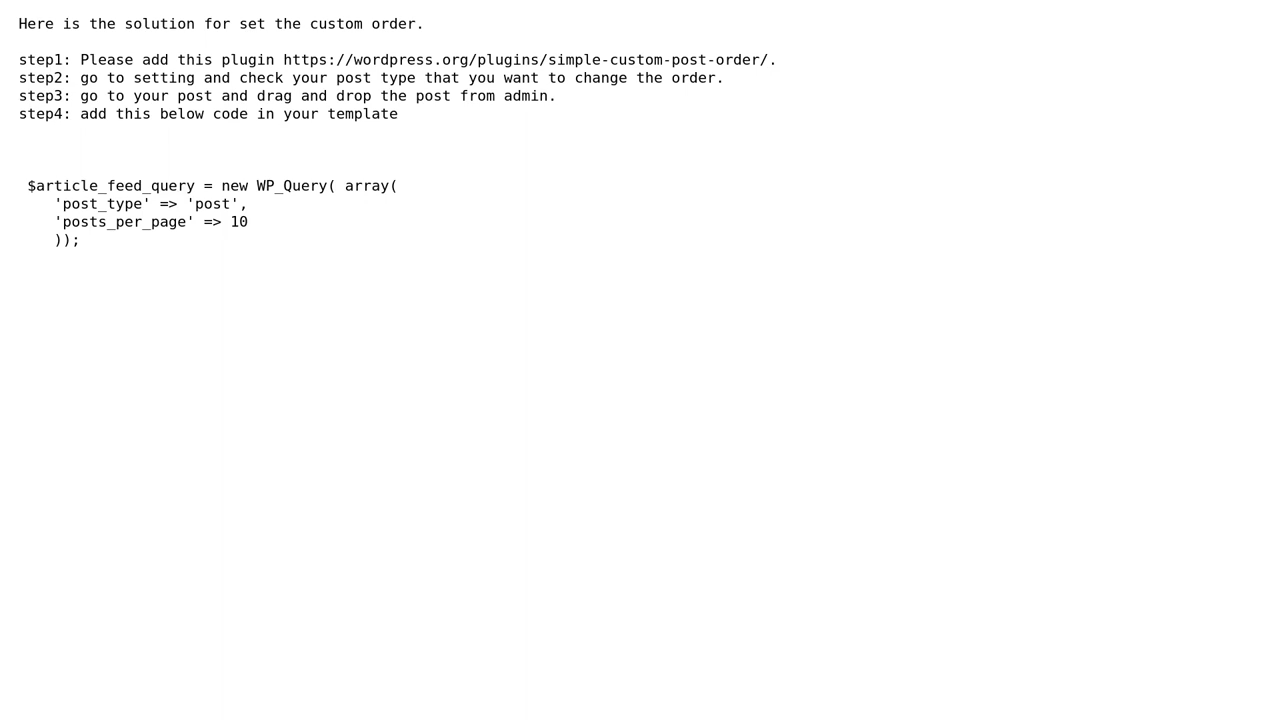 Here is the solution for set the custom order.
step1: Please add this plugin https://wordpress.org/plugins/simple-custom-post-order/.
step2: go to setting and check your post type that you want to change the order.
step3: go to your post and drag and drop the post from admin.
step4: add this below code in your template
$article_feed_query = new WP_Query( array(
'post_type' => 'post',
'posts_per_page' => 10
));